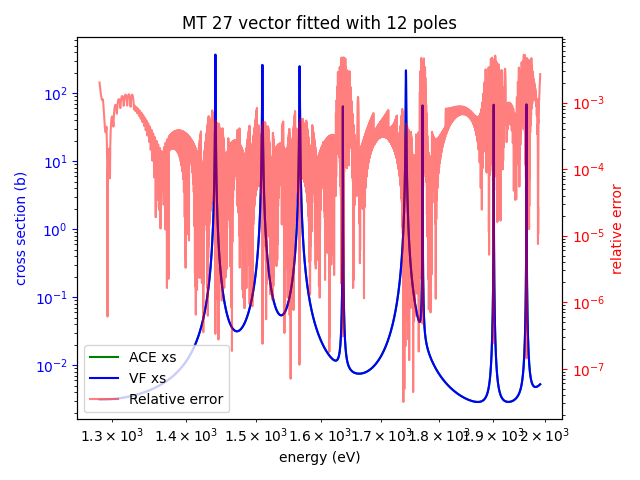 MT 27 vector fitted with 12 poles
10²
10¹
10⁰
10⁻¹
10⁻²
cross section (b)
10⁻³
10⁻⁴
10⁻⁵
10⁻⁶
10⁻⁷
relative error
ACE xs
VF xs
Relative error
1.3 × 10³ 1.4 × 10³ 1.5 × 10³ 1.6 × 10³ 1.7 × 10³ 1.8 × 10³ 1.9 × 10³ 2 × 10³
energy (eV)